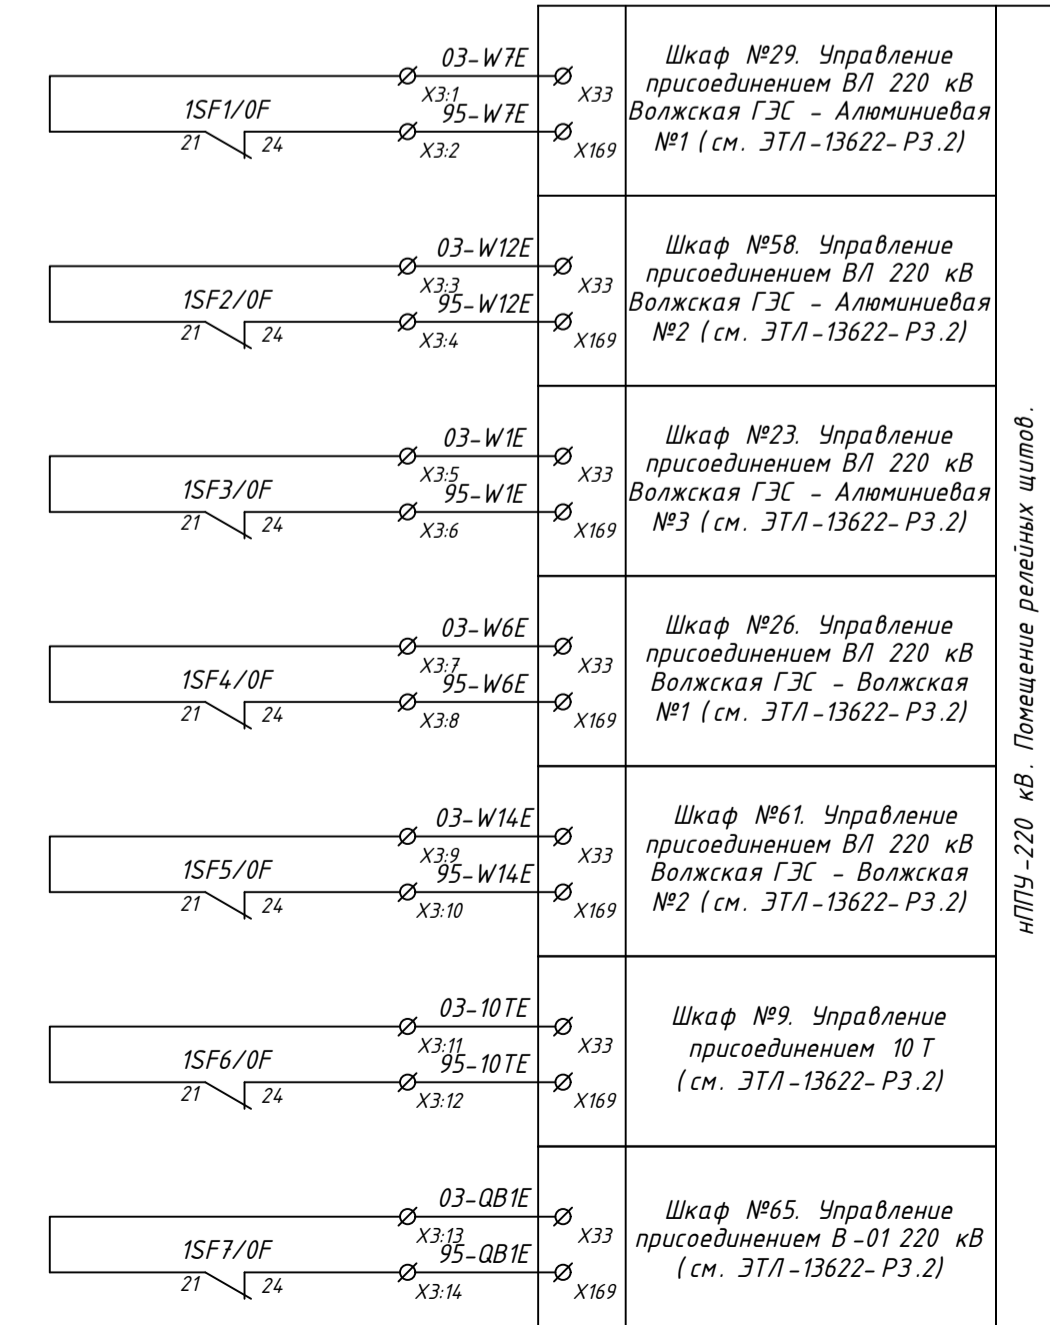 03-W7E
X3:1
X33
1SF1/0F
21
24
95-W7E
X3:2
X169
Шкаф №29. Управление
присоединением ВЛ 220 кВ
Волжская ГЭС - Алюминиевая
№1 (см. ЭТЛ-13622-РЗ.2)
03-W12E
X3:3
X33
1SF2/0F
21
24
95-W12E
X3:4
X169
Шкаф №58. Управление
присоединением ВЛ 220 кВ
Волжская ГЭС - Алюминиевая
№2 (см. ЭТЛ-13622-РЗ.2)
03-W1E
X3:5
X33
1SF3/0F
21
24
95-W1E
X3:6
X169
Шкаф №23. Управление
присоединением ВЛ 220 кВ
Волжская ГЭС - Алюминиевая
№3 (см. ЭТЛ-13622-РЗ.2)
03-W6E
X3:7
X33
1SF4/0F
21
24
95-W6E
X3:8
X169
Шкаф №26. Управление
присоединением ВЛ 220 кВ
Волжская ГЭС - Волжская
№1 (см. ЭТЛ-13622-РЗ.2)
03-W14E
X3:9
X33
1SF5/0F
21
24
95-W14E
X3:10
X169
Шкаф №61. Управление
присоединением ВЛ 220 кВ
Волжская ГЭС - Волжская
№2 (см. ЭТЛ-13622-РЗ.2)
03-10TE
X3:11
X33
1SF6/0F
21
24
95-10TE
X3:12
X169
Шкаф №9. Управление
присоединением 10 Т
(см. ЭТЛ-13622-РЗ.2)
03-QB1E
X3:13
X33
1SF7/0F
21
24
95-QB1E
X3:14
X169
Шкаф №65. Управление
присоединением В-01 220 кВ
(см. ЭТЛ-13622-РЗ.2)
нППУ-220 кВ. Помещение релейных щитов.